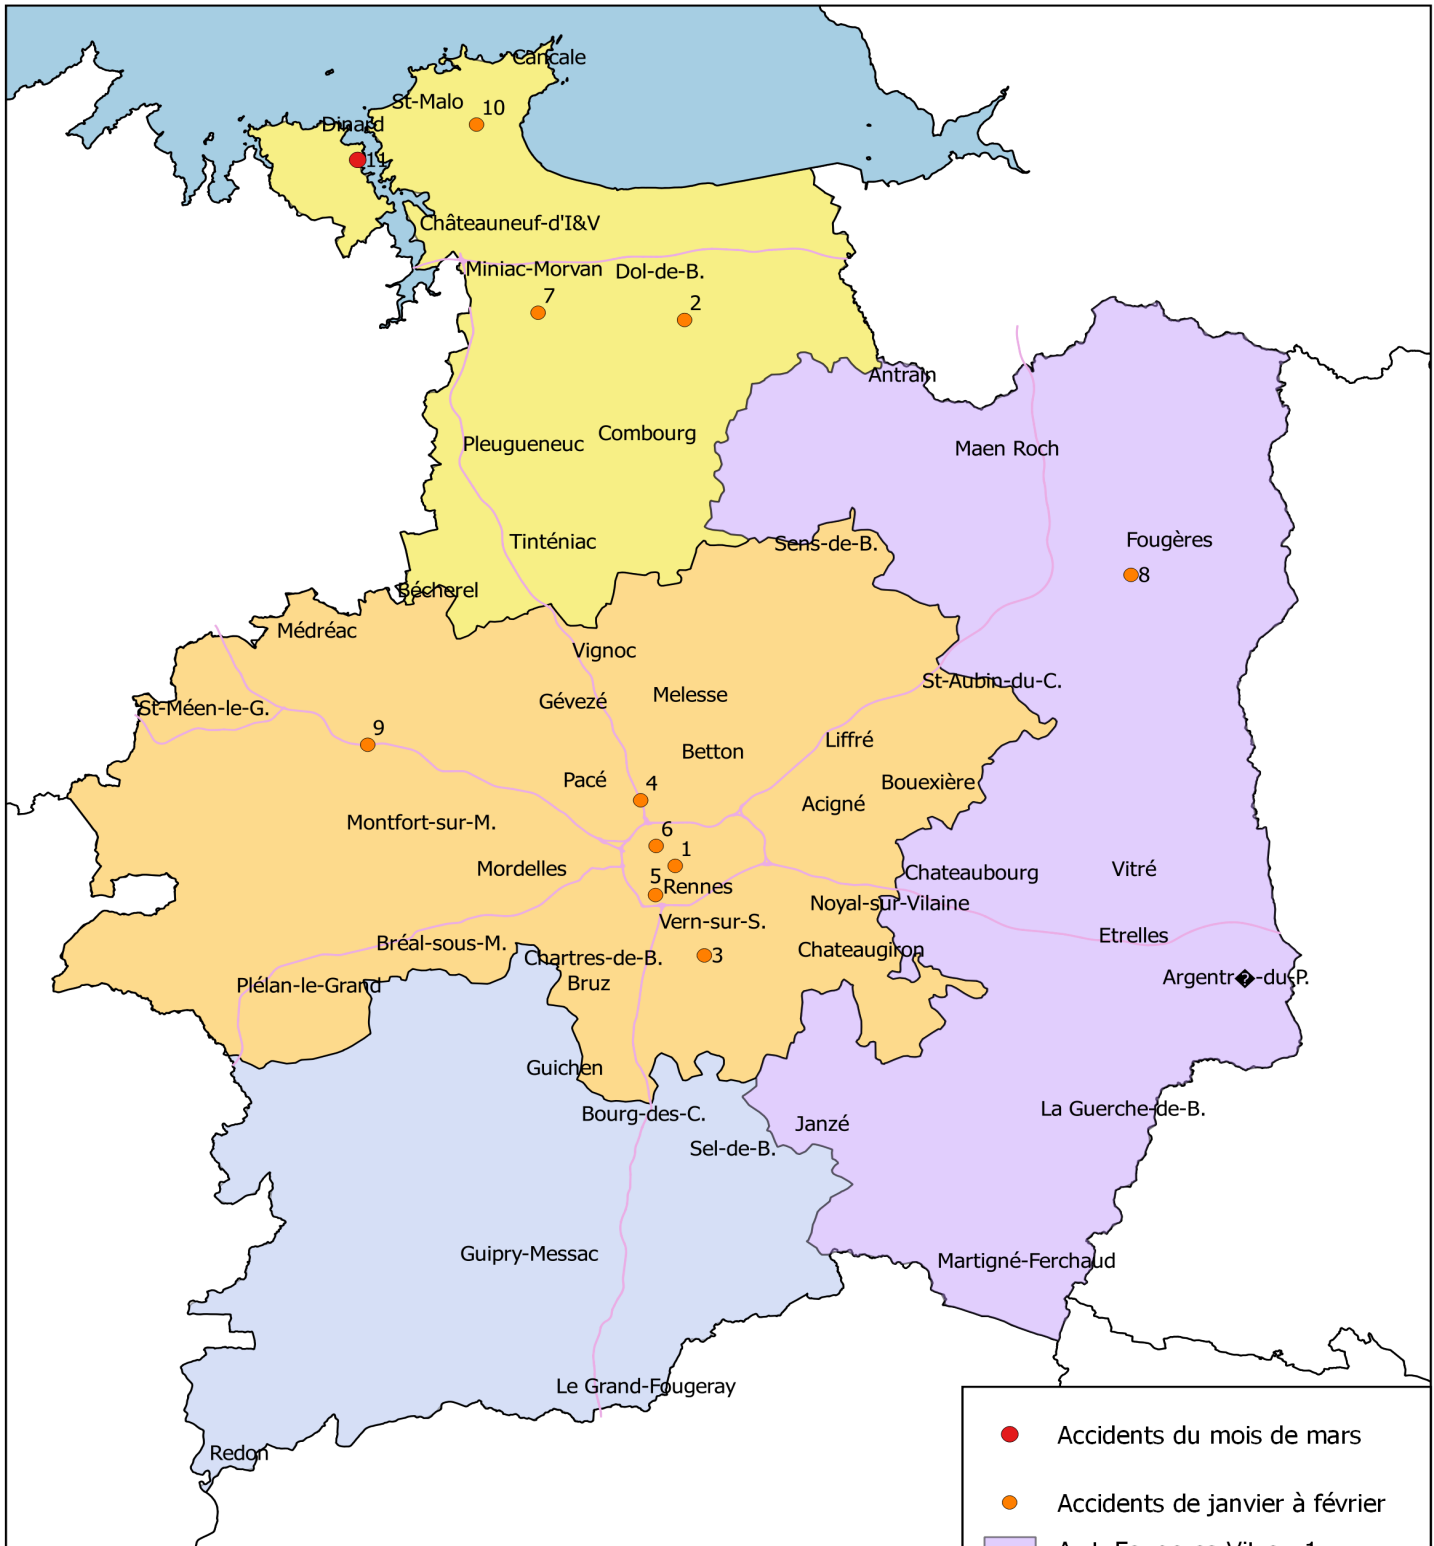 Cancale
St-Malo
10
Dinard
11
Châteauneuf-d'I&V
Miniac-Morvan
Dol-de-B.
7
2
Antrain
Combourg
Pleugueneuc
Maen Roch
Tinténiac
Sens-de-B.
Fougères
8
Bécherel
Médréac
Vignoc
St-Aubin-du-C.
Melesse
Gévezé
St-Méen-le-G.
9
Liffré
Betton
Pacé
4
Bouexière
Acigné
Montfort-sur-M.
6
1
Mordelles
Chateaubourg
Vitré
5
Rennes
Noyal-sur-Vilaine
Vern-sur-S.
Etrelles
Bréal-sous-M.
Chateaugiron
Chartres-de-B.
3
Argentr�-du-P.
Plélan-le-Grand
Bruz
Guichen
Bourg-des-C.
La Guerche-de-B.
Janzé
Sel-de-B.
Guipry-Messac
Martigné-Ferchaud
Le Grand-Fougeray
Redon
Accidents du mois de mars
Accidents de janvier à février